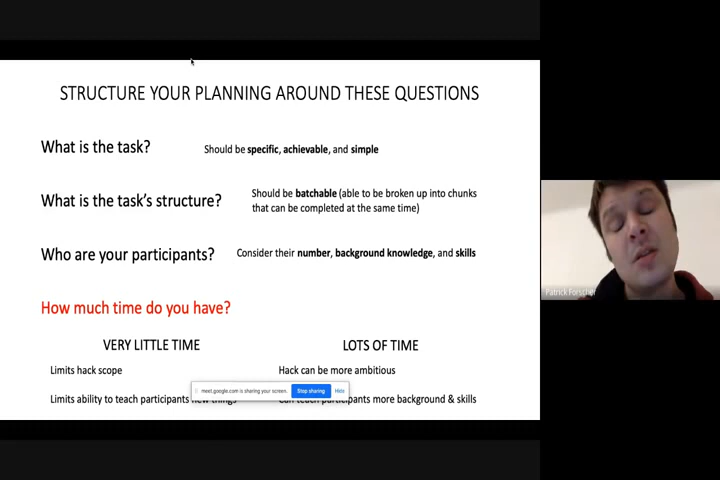 STRUCTURE YOUR PLANNING AROUND THESE QUESTIONS
What is the task?
Should be specific, achievable, and simple
What is the task's structure?
Should be batchable (able to be broken up into chunks
that can be completed at the same time)
Who are your participants?
Consider their number, background knowledge, and skills
How much time do you have?
VERY LITTLE TIME
LOTS OF TIME
Limits hack scope
Hack can be more ambitious
meet.google.com is sharing your screen.
Stop sharing
Hide
Limits ability to teach participants new things
Can teach participants more background & skills
Patrick Forscher